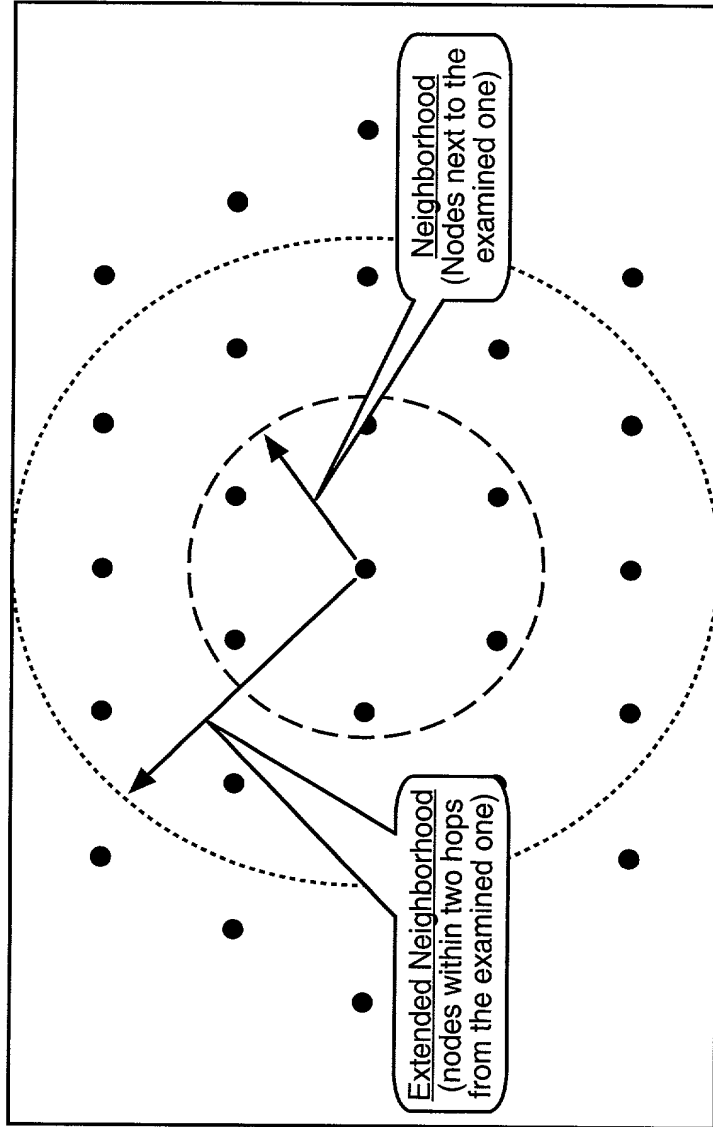 Extended Neighborhood
(nodes within two hops
from the examined one)
Neighborhood
(Nodes next to the
examined one)